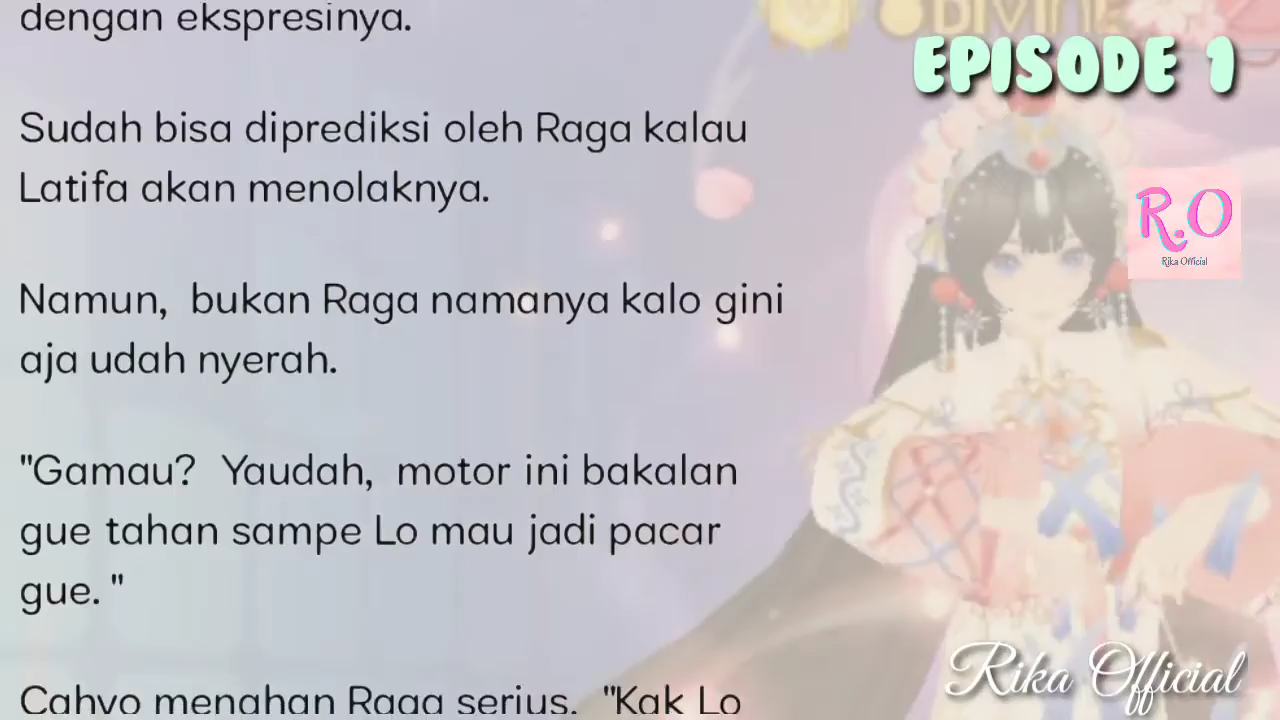 dengan ekspresinya.
Sudah bisa diprediksi oleh Raga kalau
Latifa akan menolaknya.
Namun, bukan Raga namanya kalo gini
aja udah nyerah.
"Gamau? Yaudah, motor ini bakalan
gue tahan sampe Lo mau jadi pacar
gue. "
Cahyo menahan Raga serius. "Kak Lo
DIVINE
EPISODE 1
R.O
Rika Official
Rika Official